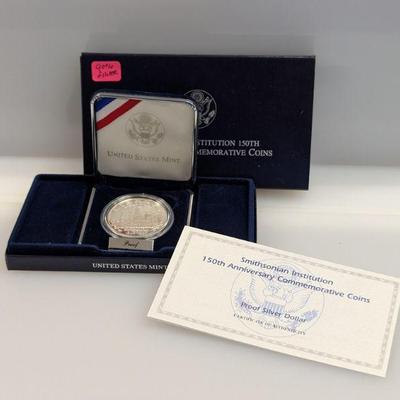 90%
SILVER
INSTITUTION 150TH
COMMEMORATIVE COINS
UNITED STATES MINT
Proof
UNITED STATES MINT
Smithsonian Institution
150th Anniversary Commemorative Coins
Proof Silver Dollar
CERTIFICATE OF AUTHENTICITY